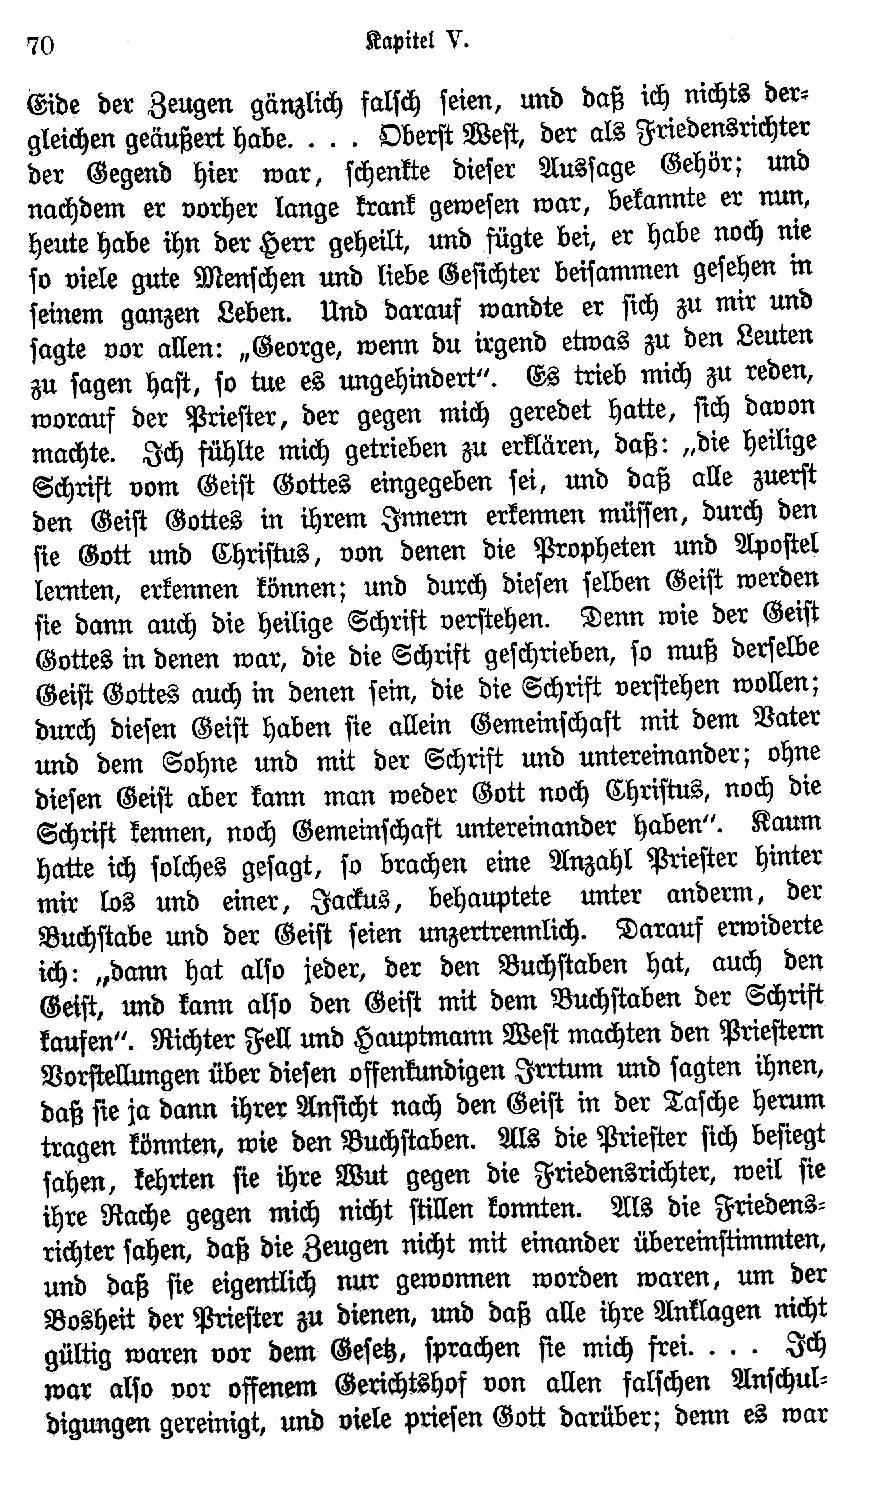 70 Kapitel V.
Eide der Zeugen gänzlich falsch seien, und daß ich nichts der-
gleichen geäußert habe. . . . Oberst West, der als Friedensrichter
der Gegend hier war, schenkte dieser Aussage Gehör; und
nachdem er vorher lange krank gewesen war, bekannte er nun,
heute habe ihn der Herr geheilt, und fügte bei, er habe noch nie
so viele gute Menschen und liebe Gesichter beisammen gesehen in
seinem ganzen Leben. Und darauf wandte er sich zu mir und
sagte vor allen: „George, wenn du irgend etwas zu den Leuten
zu sagen hast, so tue es ungehindert“. Es trieb mich zu reden,
worauf der Priester, der gegen mich geredet hatte, sich davon
machte. Ich fühlte mich getrieben zu erklären, daß: „die heilige
Schrift vom Geist Gottes eingegeben sei, und daß alle zuerst
den Geist Gottes in ihrem Innern erkennen müssen, durch den
sie Gott und Christus, von denen die Propheten und Apostel
lernten, erkennen können; und durch diesen selben Geist werden
sie dann auch die heilige Schrift verstehen. Denn wie der Geist
Gottes in denen war, die die Schrift geschrieben, so muß derselbe
Geist Gottes auch in denen sein, die die Schrift verstehen wollen;
durch diesen Geist haben sie allein Gemeinschaft mit dem Vater
und dem Sohne und mit der Schrift und untereinander; ohne
diesen Geist aber kann man weder Gott noch Christus, noch die
Schrift kennen, noch Gemeinschaft untereinander haben“. Kaum
hatte ich solches gesagt, so brachen eine Anzahl Priester hinter
mir los und einer, Jackus, behauptete unter anderm, der
Buchstabe und der Geist seien unzertrennlich. Darauf erwiderte
ich: „dann hat also jeder, der den Buchstaben hat, auch den
Geist, und kann also den Geist mit dem Buchstaben der Schrift
kaufen“. Richter Fell und Hauptmann West machten den Priestern
Vorstellungen über diesen offenkundigen Irrtum und sagten ihnen,
daß sie ja dann ihrer Ansicht nach den Geist in der Tasche herum
tragen könnten, wie den Buchstaben. Als die Priester sich besiegt
sahen, kehrten sie ihre Wut gegen die Friedensrichter, weil sie
ihre Rache gegen mich nicht stillen konnten. Als die Friedens-
richter sahen, daß die Zeugen nicht mit einander übereinstimmten,
und daß sie eigentlich nur gewonnen worden waren, um der
Bosheit der Priester zu dienen, und daß alle ihre Anklagen nicht
gültig waren vor dem Gesetz, sprachen sie mich frei. . . . Ich
war also vor offenem Gerichtshof von allen falschen Anschul-
digungen gereinigt, und viele priesen Gott darüber; denn es war